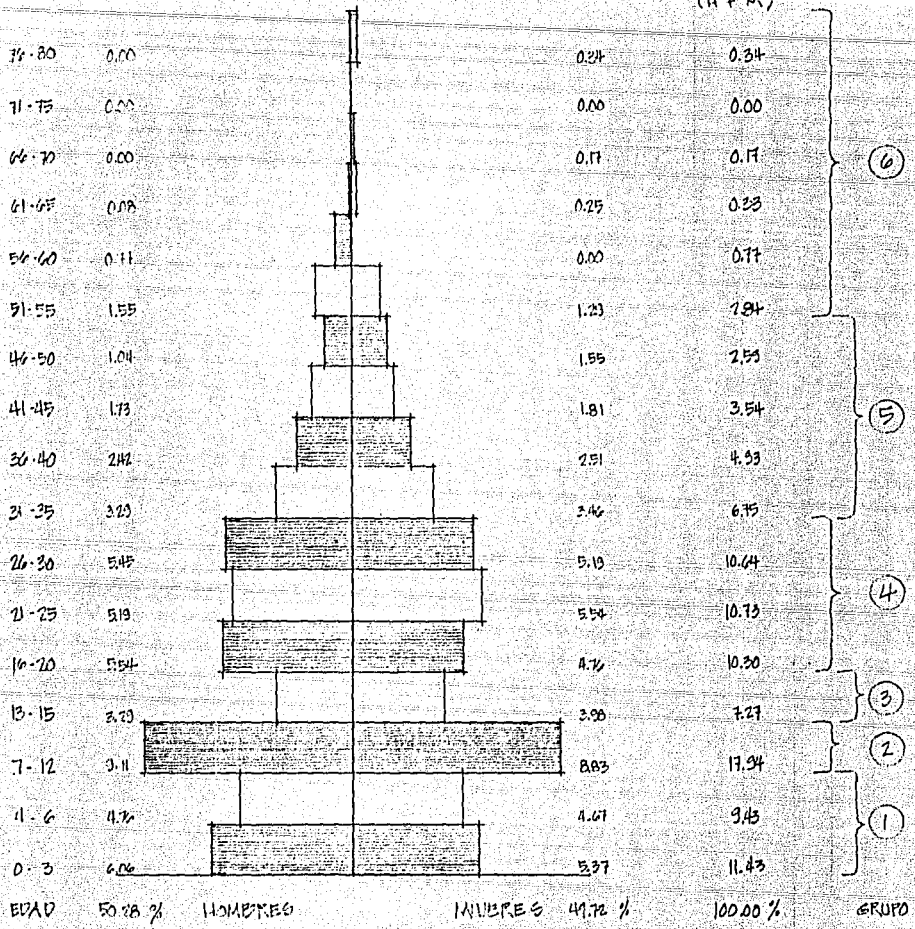 (H + M)
76-80 0.00 0.34 0.34
71-75 0.00 0.00 0.00
66-70 0.00 0.17 0.17 6
61-65 0.08 0.25 0.33
56-60 0.77 0.00 0.77
51-55 1.55 1.29 2.84
46-50 1.04 1.55 2.59
41-45 1.73 1.81 3.54 5
36-40 2.42 2.51 4.93
31-35 3.29 3.46 6.75
26-30 5.45 5.19 10.64
21-25 5.19 5.54 10.73 4
16-20 5.54 4.76 10.30
13-15 3.29 3.98 7.27 3
7-12 9.11 8.83 17.94 2
4-6 4.76 4.67 9.43 1
0-3 6.06 5.37 11.43
EDAD 50.28 % HOMBRES MUJERES 49.72 % 100.00 % GRUPO